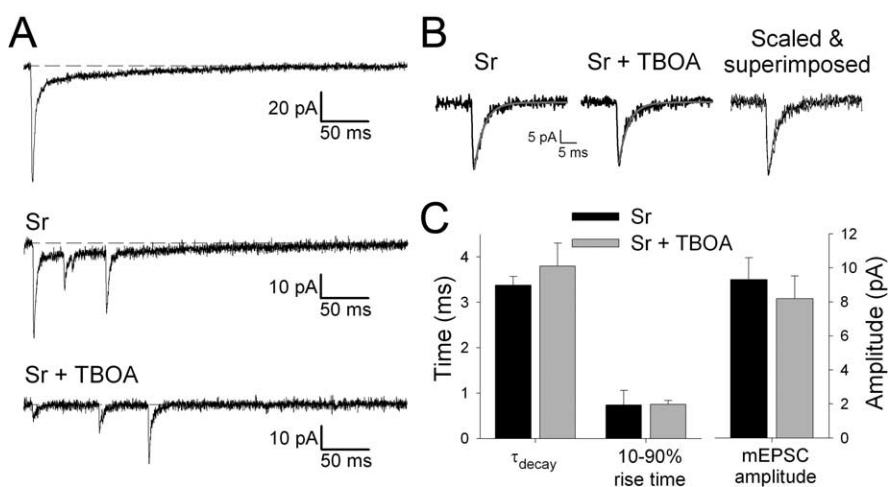 A
20 pA
50 ms
Sr
10 pA
50 ms
Sr + TBOA
10 pA
50 ms
B
Sr
Sr + TBOA
Scaled &
superimposed
5 pA
5 ms
C
Sr
Sr + TBOA
Time (ms)
4
3
2
1
0
Amplitude (pA)
12
10
8
6
4
2
0
τdecay
10-90%
rise time
mEPSC
amplitude